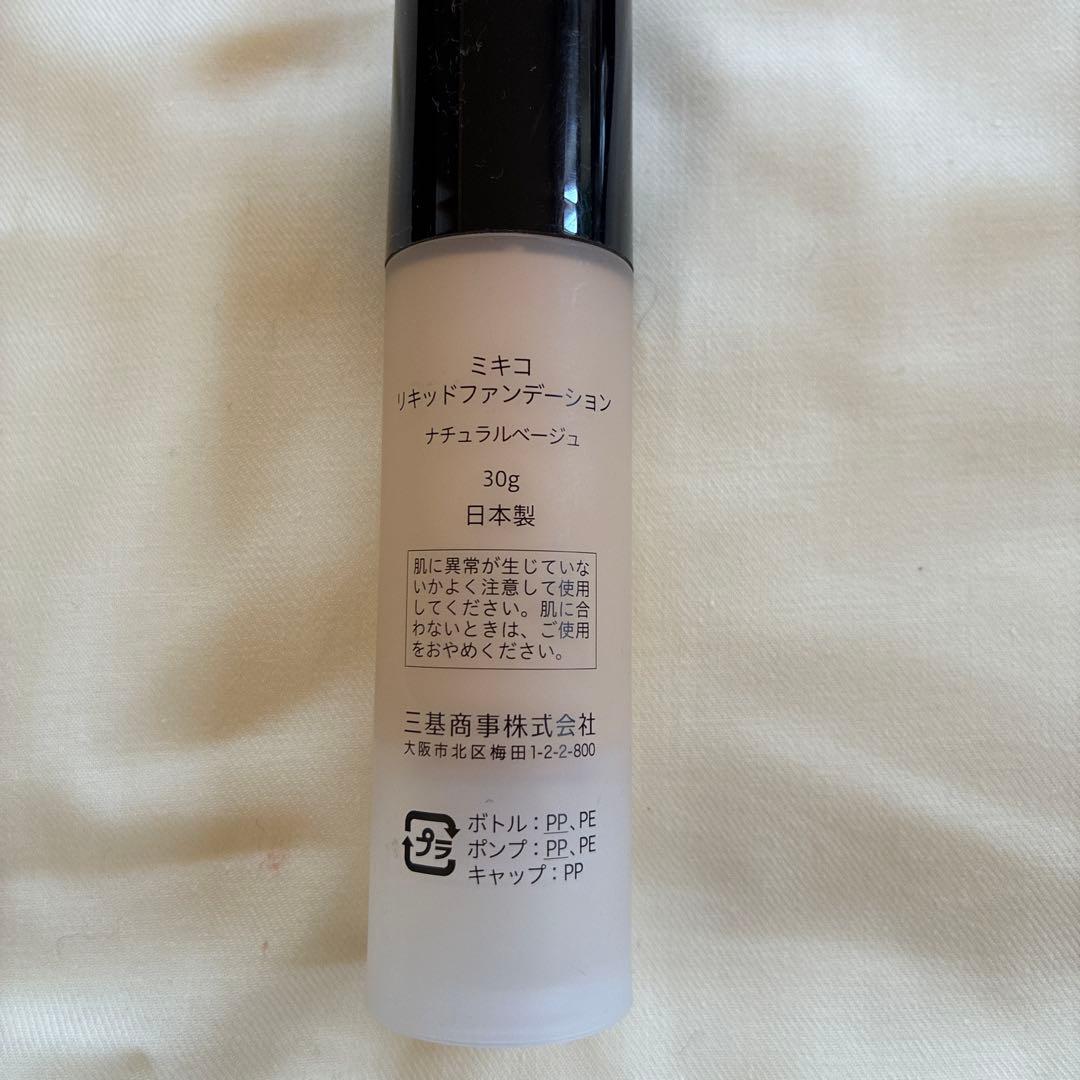 ミキコ
リキッドファンデーション
ナチュラルベージュ
30g
日本製
肌に異常が生じていな
いかよく注意して使用
してください。肌に合
わないときは、ご使用
をおやめください。
三基商事株式会社
大阪市北区梅田1-2-2-800
プラ
ボトル：PP、PE
ポンプ：PP、PE
キャップ：PP